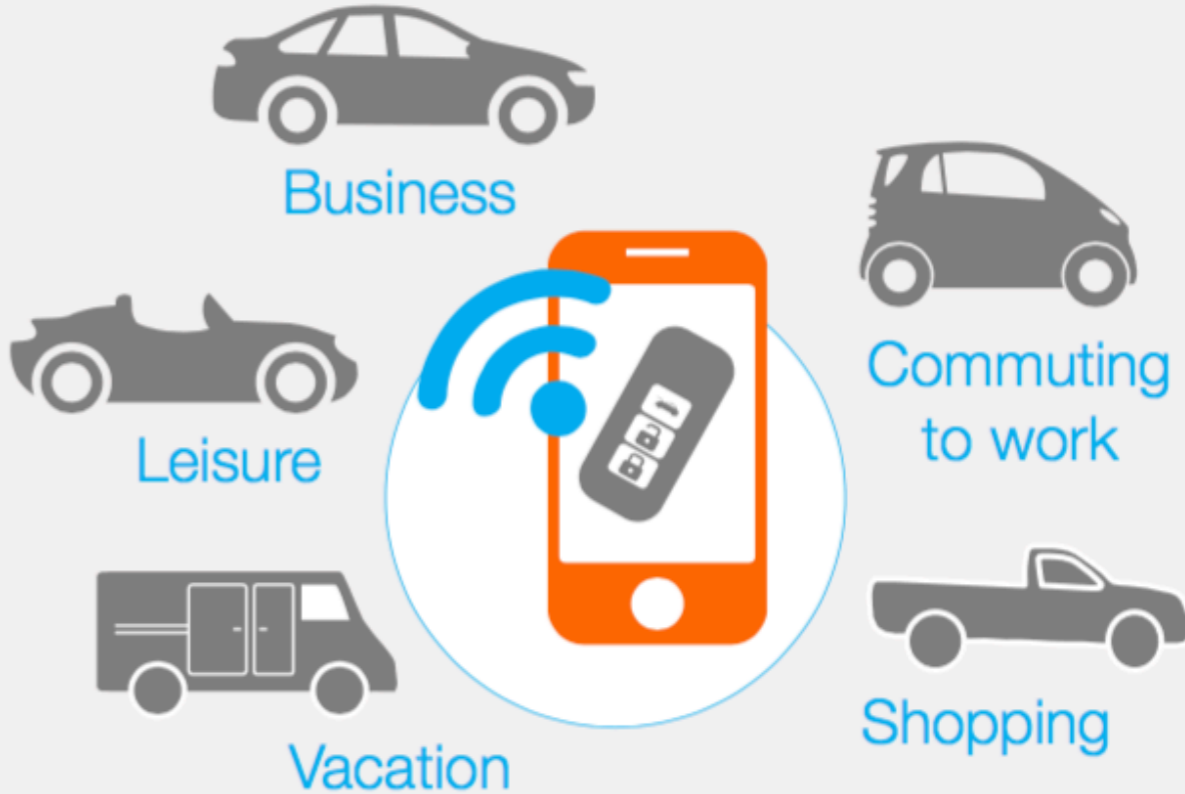 Business
Commuting
to work
Leisure
Shopping
Vacation